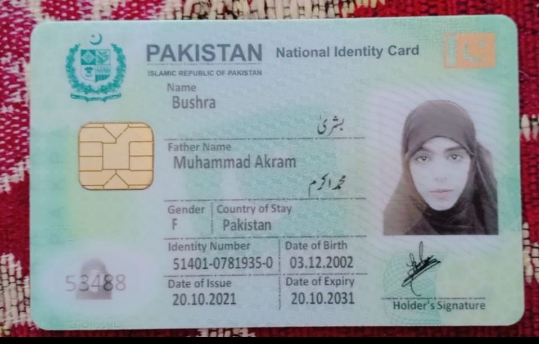 PAKISTAN National Identity Card
ISLAMIC REPUBLIC OF PAKISTAN
Name
Bushra
بشریٰ
Father Name
Muhammad Akram
محمد اکرم
Gender Country of Stay
F Pakistan
Identity Number Date of Birth
51401-0781935-0 03.12.2002
Date of Issue Date of Expiry
20.10.2021 20.10.2031
53488
Holder's Signature